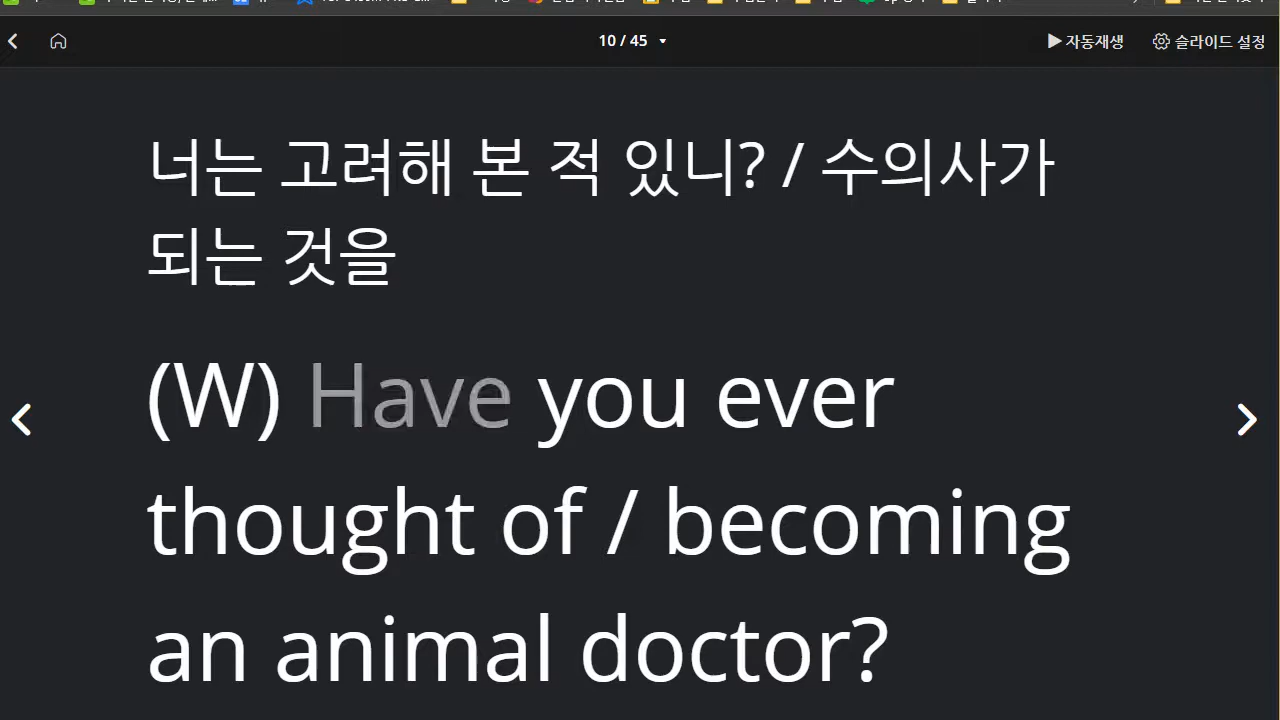 10 / 45
자동재생
슬라이드 설정
너는 고려해 본 적 있니? / 수의사가
되는 것을
(W) Have you ever
thought of / becoming
an animal doctor?